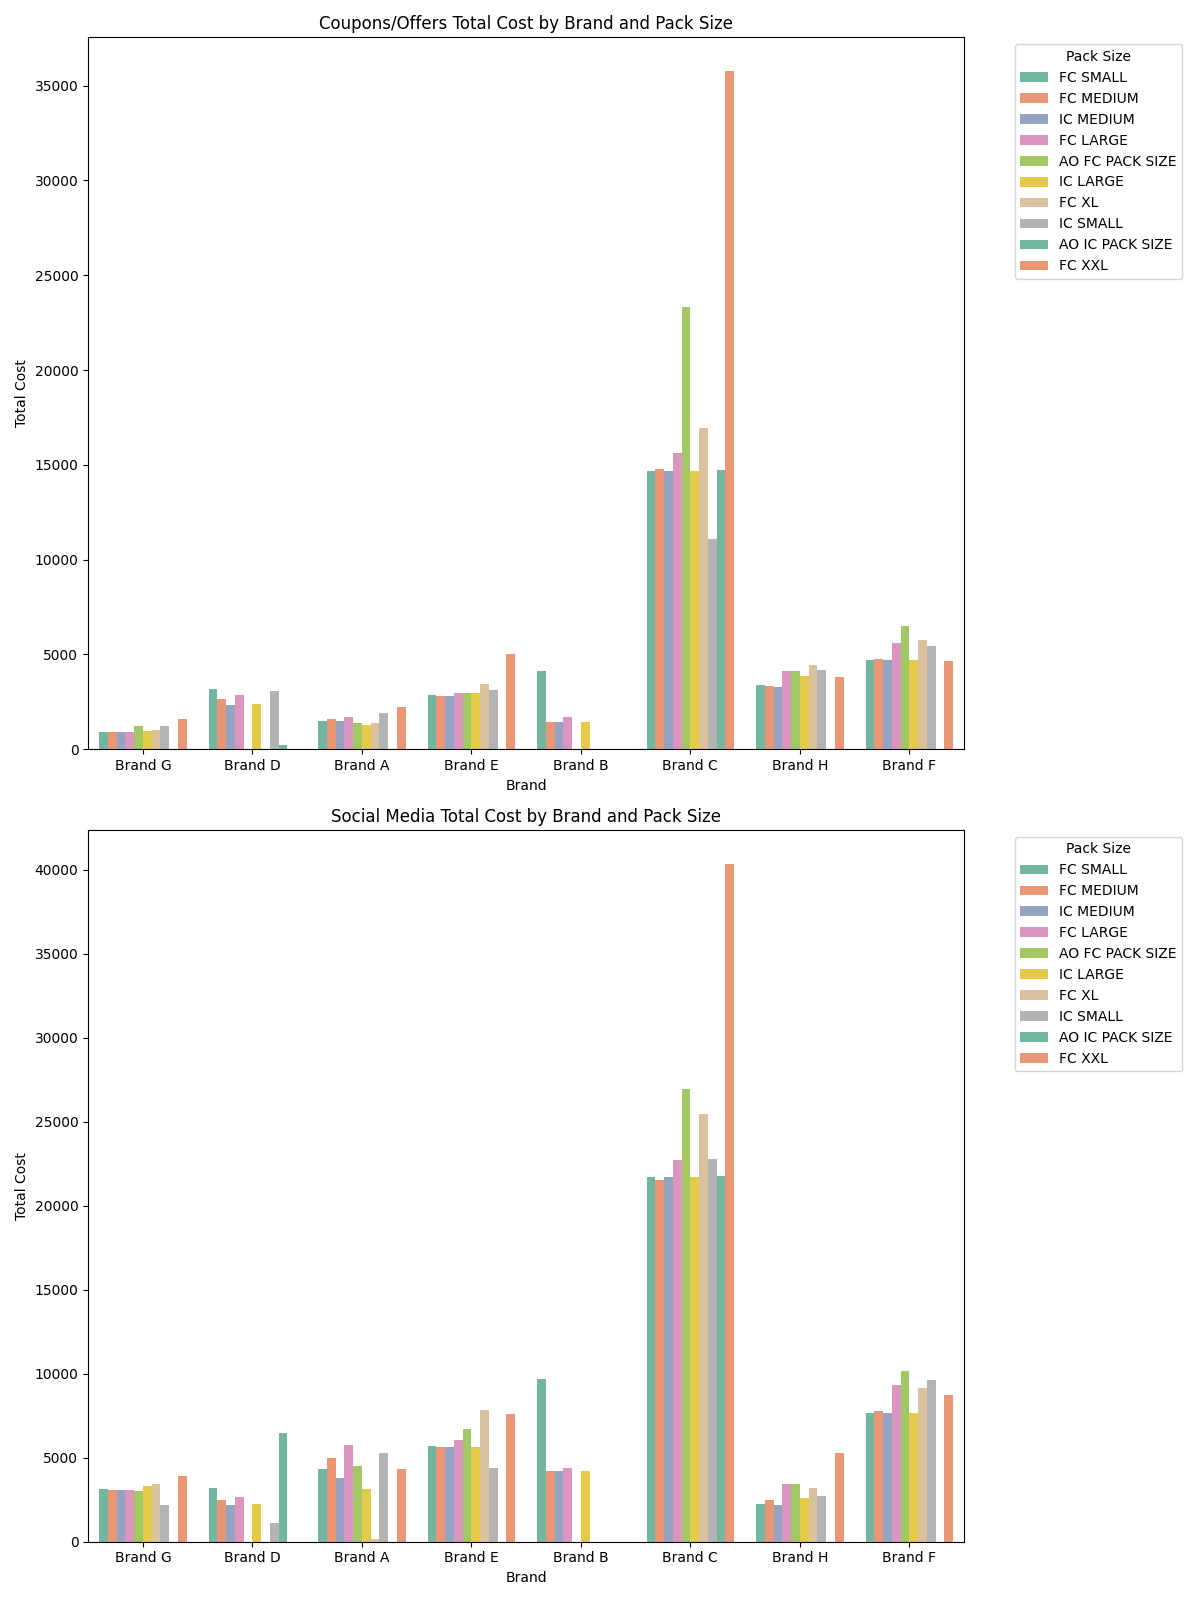 Coupons/Offers Total Cost by Brand and Pack Size
Total Cost
35000
30000
25000
20000
15000
10000
5000
0
Brand G Brand D Brand A Brand E Brand B Brand C Brand H Brand F
Brand
Pack Size
FC SMALL
FC MEDIUM
IC MEDIUM
FC LARGE
AO FC PACK SIZE
IC LARGE
FC XL
IC SMALL
AO IC PACK SIZE
FC XXL
Social Media Total Cost by Brand and Pack Size
Total Cost
40000
35000
30000
25000
20000
15000
10000
5000
0
Brand G Brand D Brand A Brand E Brand B Brand C Brand H Brand F
Brand
Pack Size
FC SMALL
FC MEDIUM
IC MEDIUM
FC LARGE
AO FC PACK SIZE
IC LARGE
FC XL
IC SMALL
AO IC PACK SIZE
FC XXL